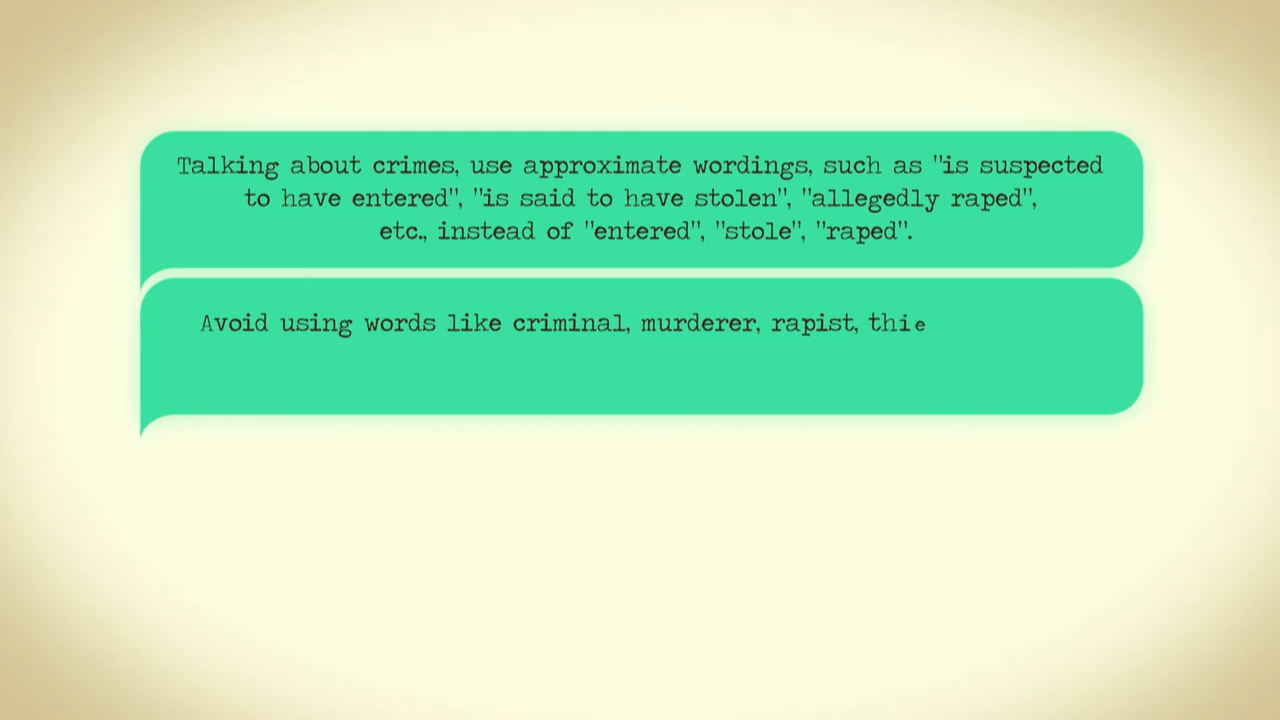 Talking about crimes, use approximate wordings, such as "is suspected
to have entered", "is said to have stolen", "allegedly raped",
etc., instead of "entered", "stole", "raped".
Avoid using words like criminal, murderer, rapist, thie